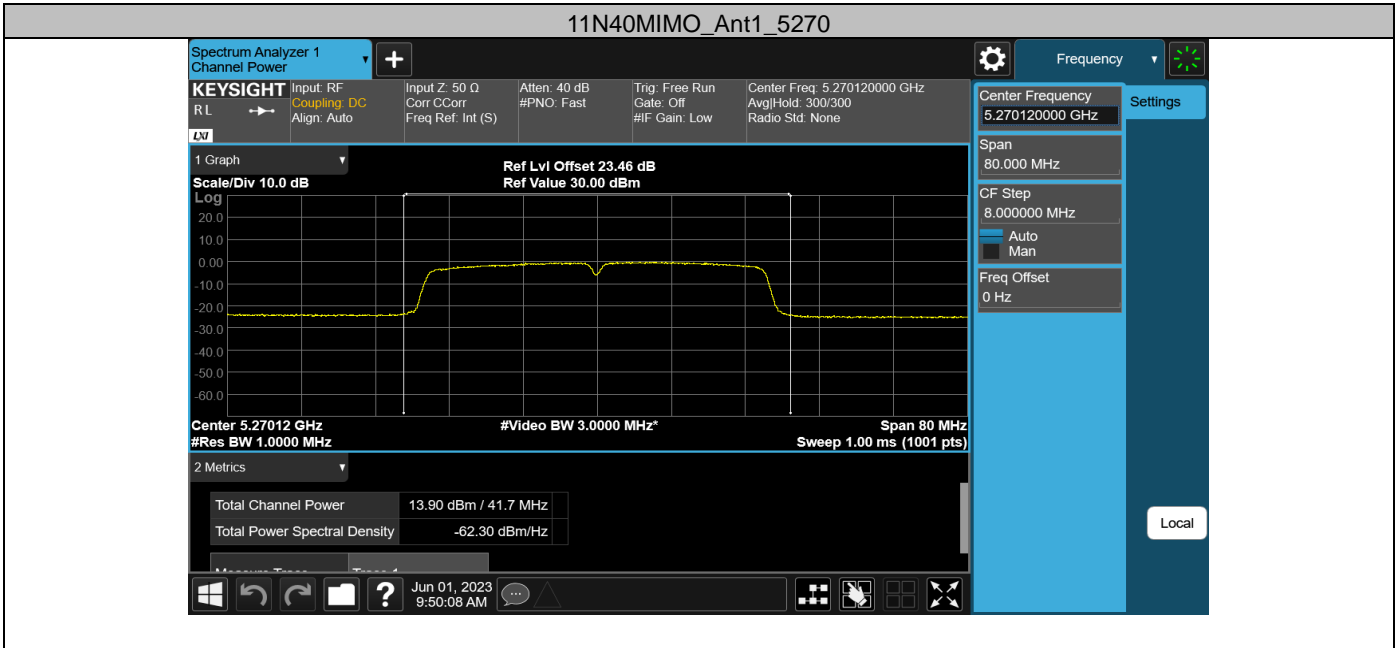 11N40MIMO_Ant1_5270
Spectrum Analyzer 1
Channel Power
+
Frequency
KEYSIGHT
R L
LXI
Input: RF
Coupling: DC
Align: Auto
Input Z: 50 Ω
Corr CCorr
Freq Ref: Int (S)
Atten: 40 dB
#PNO: Fast
Trig: Free Run
Gate: Off
#IF Gain: Low
Center Freq: 5.270120000 GHz
Avg|Hold: 300/300
Radio Std: None
Center Frequency
5.270120000 GHz
Settings
Span
80.000 MHz
CF Step
8.000000 MHz
Auto
Man
Freq Offset
0 Hz
1 Graph
Ref Lvl Offset 23.46 dB
Scale/Div 10.0 dB
Ref Value 30.00 dBm
Log
20.0
10.0
0.00
-10.0
-20.0
-30.0
-40.0
-50.0
-60.0
Center 5.27012 GHz
#Video BW 3.0000 MHz*
Span 80 MHz
#Res BW 1.0000 MHz
Sweep 1.00 ms (1001 pts)
2 Metrics
Total Channel Power 13.90 dBm / 41.7 MHz
Total Power Spectral Density -62.30 dBm/Hz
Local
?
Jun 01, 2023
9:50:08 AM